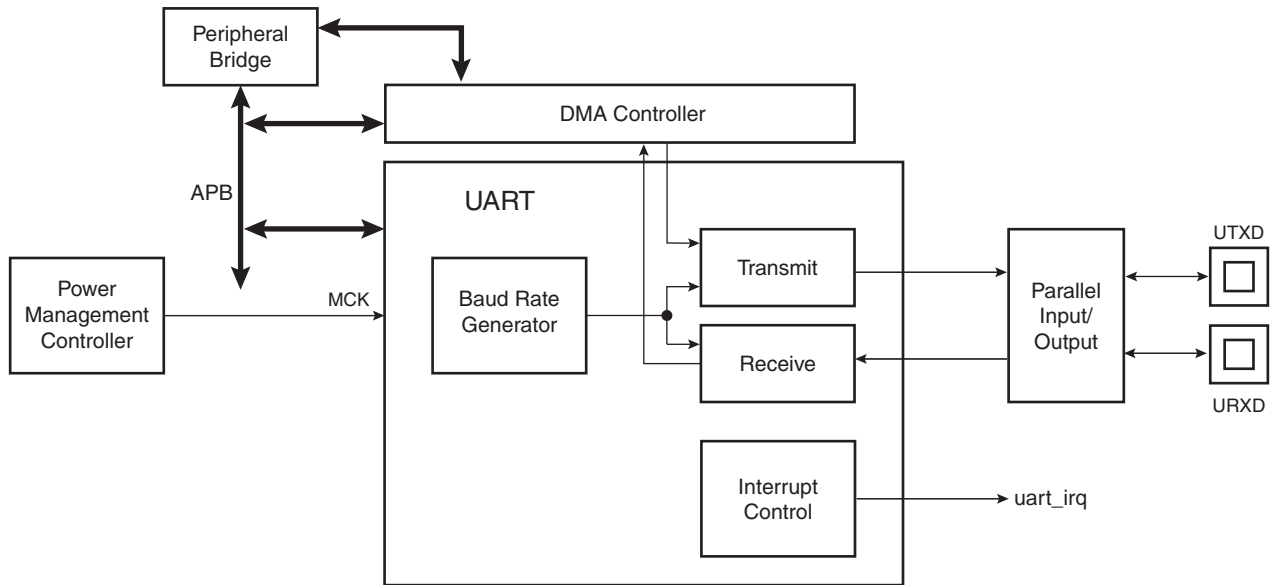 Peripheral
Bridge
DMA Controller
APB
UART
Power
Management
Controller
MCK
Baud Rate
Generator
Transmit
Receive
Parallel
Input/
Output
UTXD
URXD
Interrupt
Control
uart_irq